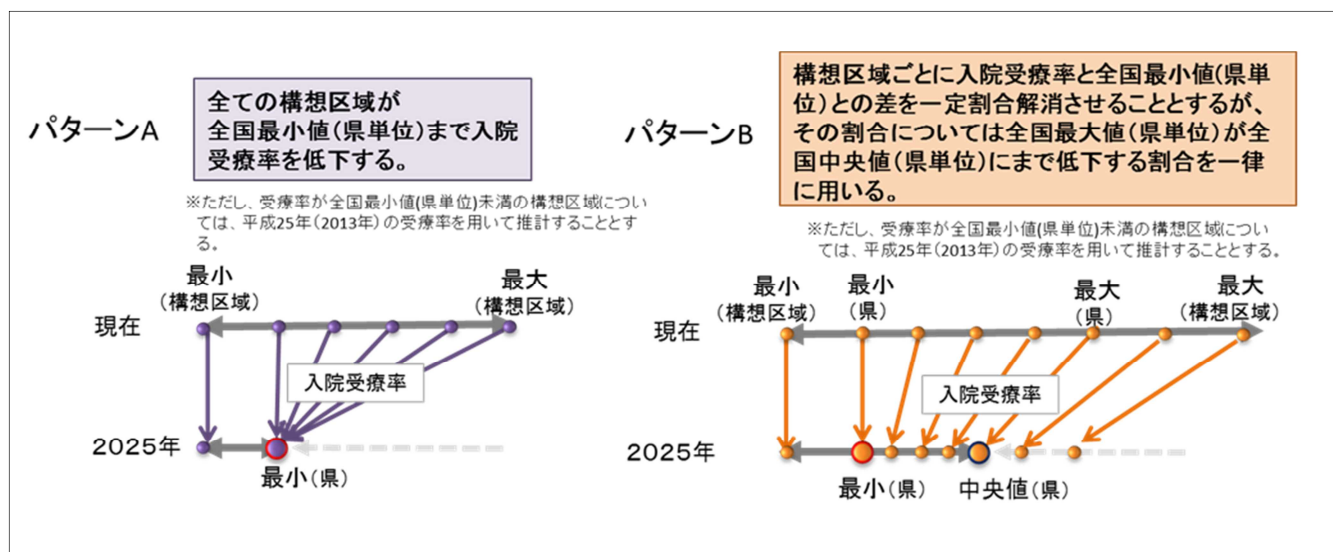 パターンA
全ての構想区域が
全国最小値(県単位)まで入院
受療率を低下する。
※ただし、受療率が全国最小値(県単位)未満の構想区域につい
ては、平成25年(2013年)の受療率を用いて推計することとす
る。
最小
(構想区域)
最大
(構想区域)
現在
入院受療率
2025年
最小(県)
パターンB
構想区域ごとに入院受療率と全国最小値(県単
位)との差を一定割合解消させることとするが、
その割合については全国最大値(県単位)が全
国中央値(県単位)にまで低下する割合を一律
に用いる。
※ただし、受療率が全国最小値(県単位)未満の構想区域につい
ては、平成25年(2013年)の受療率を用いて推計することとする。
最小
(構想区域)
最小
(県)
最大
(県)
最大
(構想区域)
現在
入院受療率
2025年
最小(県)
中央値(県)